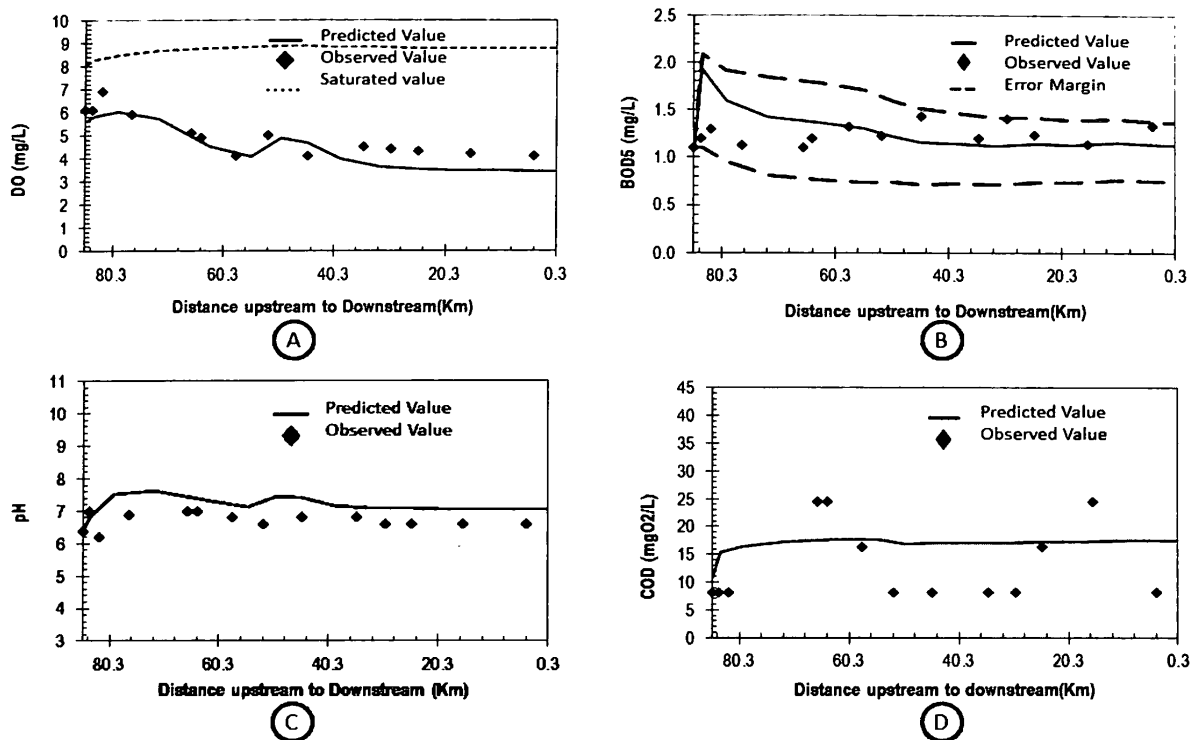 10
9
8
7
6
5
4
3
2
1
0
DO (mg/L)
Predicted Value
Observed Value
Saturated value
80.3 60.3 40.3 20.3 0.3
Distance upstream to Downstream(Km)
A
2.5
2.0
1.5
1.0
0.5
0.0
BOD5 (mg/L)
Predicted Value
Observed Value
Error Margin
80.3 60.3 40.3 20.3 0.3
Distance upstream to Downstream(Km)
B
11
10
9
8
7
6
5
4
3
pH
Predicted Value
Observed Value
80.3 60.3 40.3 20.3 0.3
Distance upstream to Downstream (Km)
C
45
40
35
30
25
20
15
10
5
0
COD (mgO2/L)
Predicted Value
Observed Value
80.3 60.3 40.3 20.3 0.3
Distance upstream to downstream(Km)
D